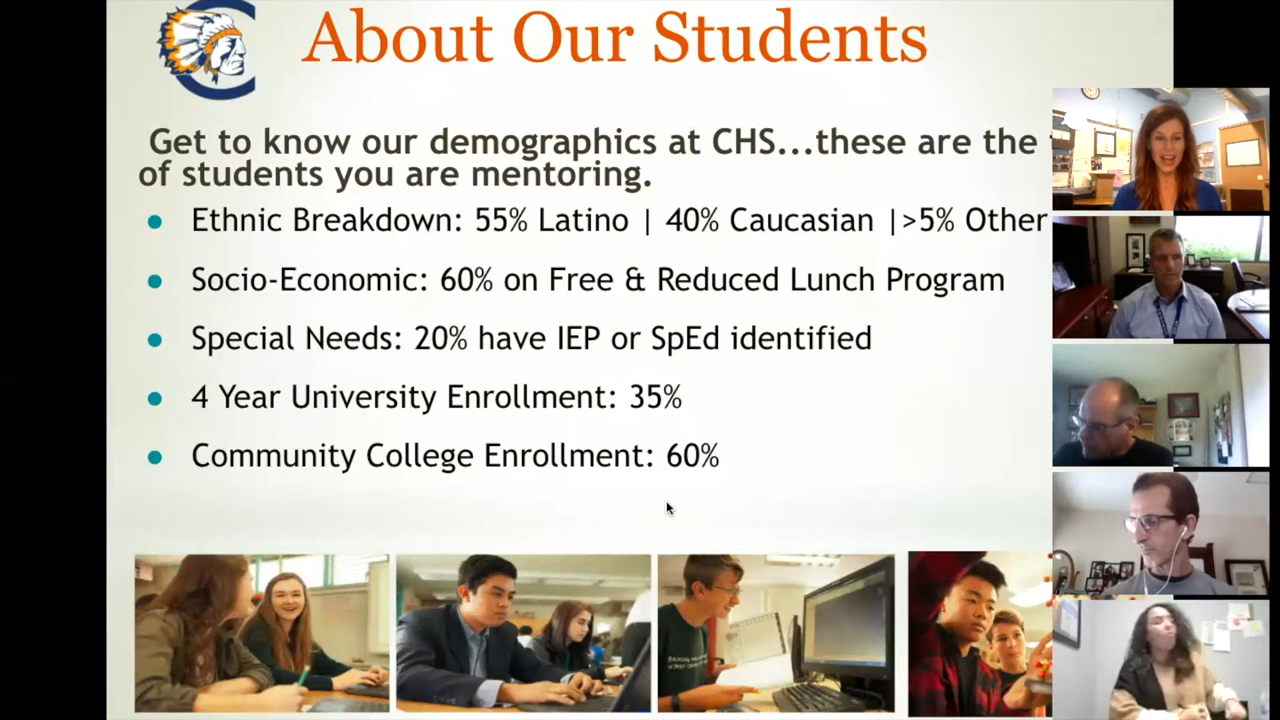 About Our Students
Get to know our demographics at CHS...these are the
of students you are mentoring.
Ethnic Breakdown: 55% Latino | 40% Caucasian |>5% Other
Socio-Economic: 60% on Free & Reduced Lunch Program
Special Needs: 20% have IEP or SpEd identified
4 Year University Enrollment: 35%
Community College Enrollment: 60%